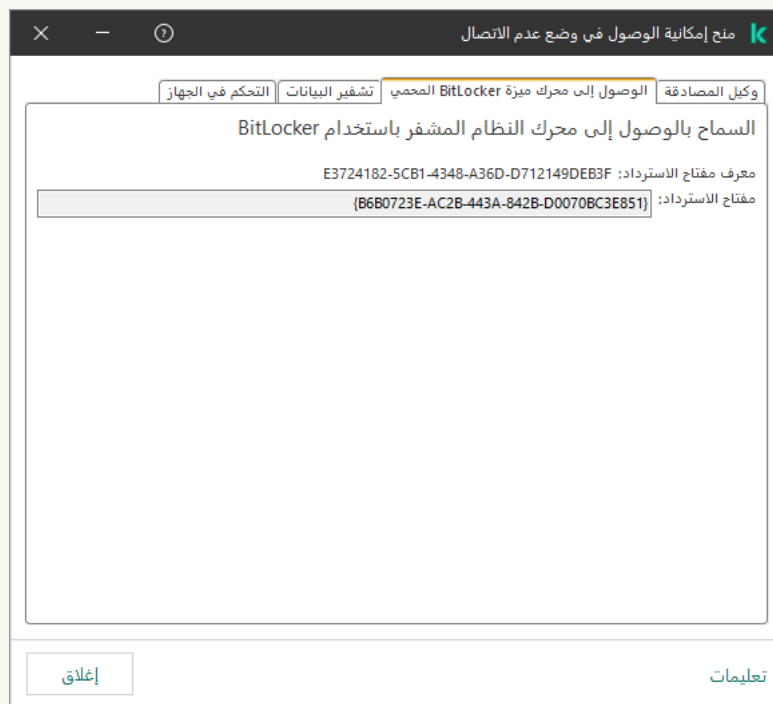 منح إمكانية الوصول في وضع عدم الاتصال
وكيل المصادقة
الوصول إلى محرك ميزة BitLocker المحمي
تشفير البيانات
التحكم في الجهاز
السماح بالوصول إلى محرك النظام المشفر باستخدام BitLocker
معرف مفتاح الاسترداد: E3724182-5CB1-4348-A36D-D712149DEB3F
مفتاح الاسترداد: {B6B0723E-AC2B-443A-842B-D0070BC3E851}
تعليمات
إغلاق